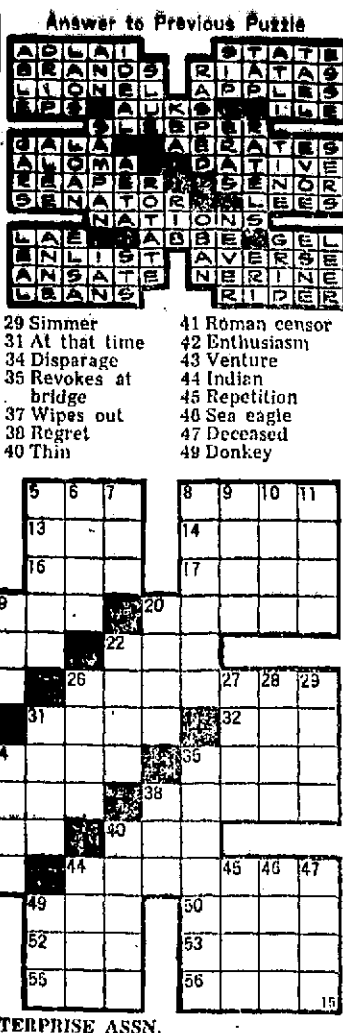 Answer to Previous Puzzle
ADLAI STATE
BRANDS RIATAS
LIONEL APPLES
EPS AUKS ILE
SLEEPER
GALA AERATES
ALOMA DATIVE
REAPER SENOR
SENATOR LEES
NATIONS
LAE ABBE GEL
ENLIST AVERSE
ANSATE NERINE
LEANS RIDER
29 Simmer
31 At that time
34 Disparage
35 Revokes at
bridge
37 Wipes out
38 Regret
40 Thin
41 Roman censor
42 Enthusiasm
43 Venture
44 Indian
45 Repetition
46 Sea eagle
47 Deceased
49 Donkey
5 6 7 8 9 10 11
13 14
16 17
9 20
22
26 27 28 29
31 32
4 35
38
40
44 45 46 47
49 50
52 53
55 56
15
TERPRISE ASSN.